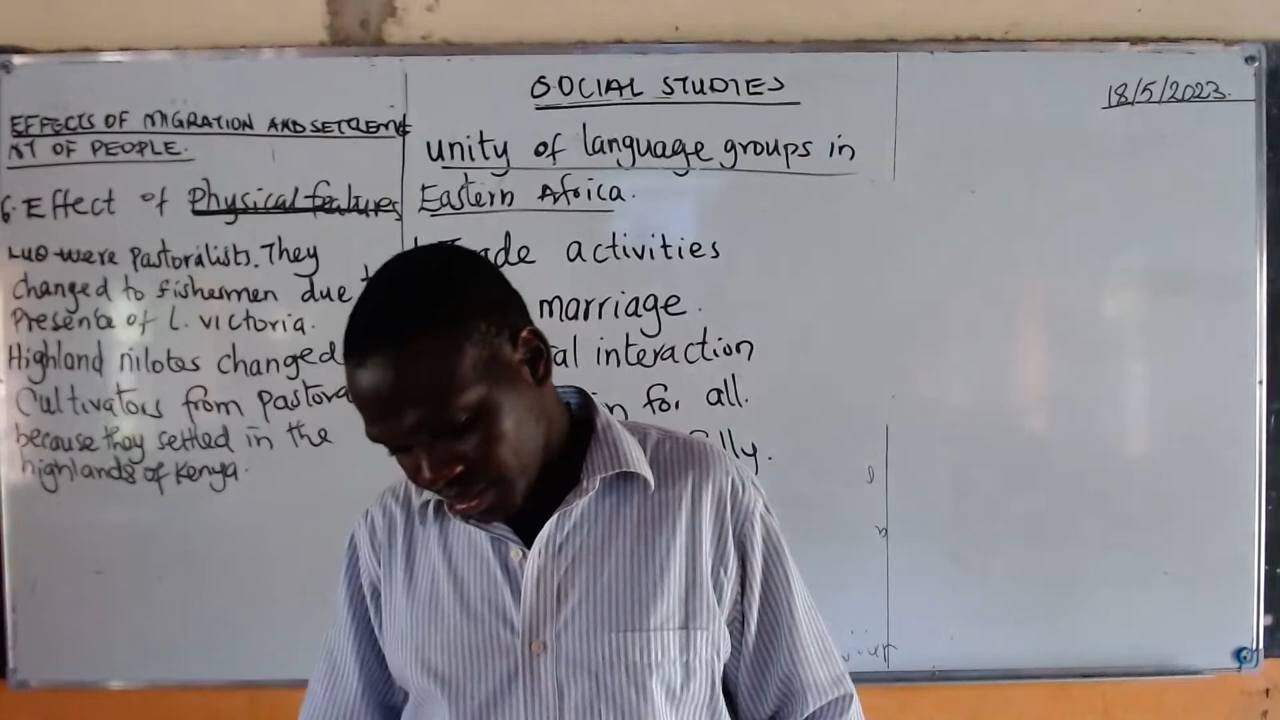 SOCIAL STUDIES
18/5/2023.
EFFECTS OF MIGRATION AND SETTLEME
NT OF PEOPLE.
6. Effect of Physical features
Luo were Pastoralists. They
changed to fishermen due
Presence of L. victoria.
Highland nilotes changed
Cultivators from pastora
because they settled in the
highlands of Kenya.
unity of language groups in
Eastern Africa.
ade activities
marriage.
al interaction
in for all.
lly.